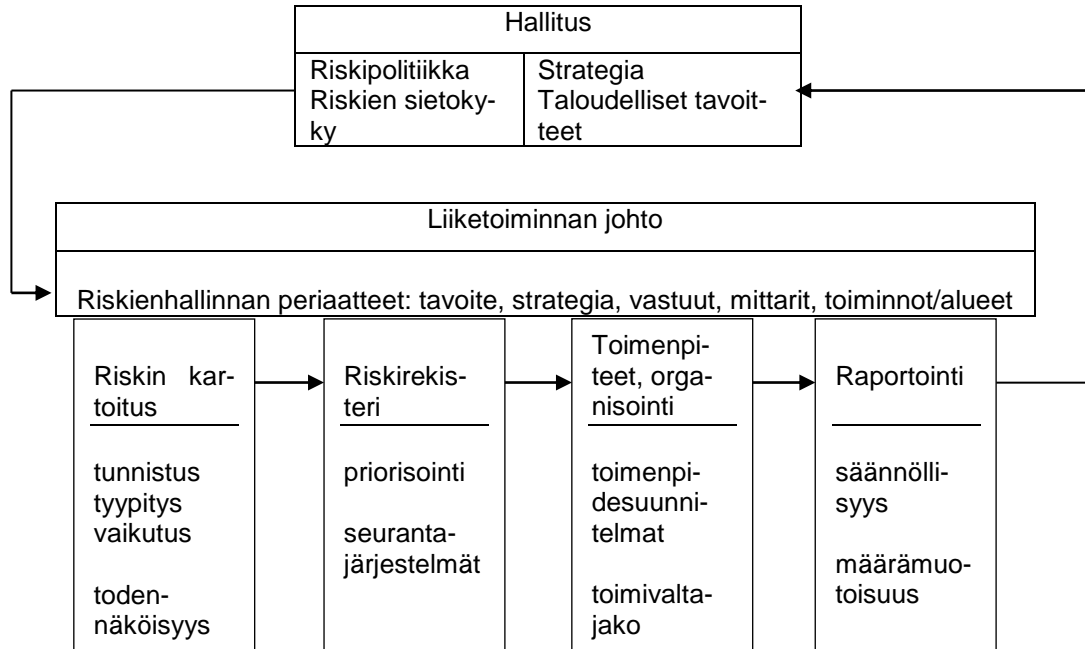 Hallitus
Riskipolitiikka
Riskien sietoky-
ky
Strategia
Taloudelliset tavoit-
teet
Liiketoiminnan johto
Riskienhallinnan periaatteet: tavoite, strategia, vastuut, mittarit, toiminnot/alueet
Riskin kar-
toitus
tunnistus
tyypitys
vaikutus
toden-
näköisyys
Riskirekis-
teri
priorisointi
seuranta-
järjestelmät
Toimenpi-
teet, orga-
nisointi
toimenpi-
desuunni-
telmat
toimivalta-
jako
Raportointi
säännölli-
syys
määrämuo-
toisuus